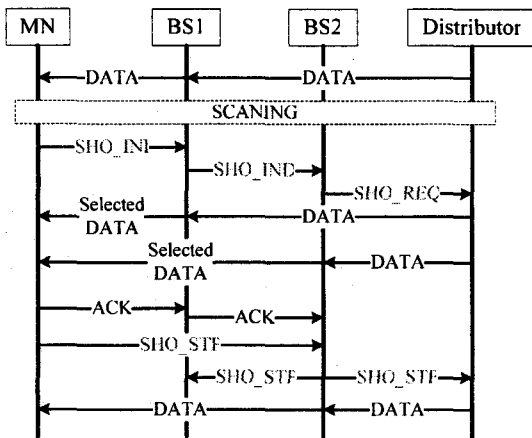 MN BS1 BS2 Distributor
DATA DATA
SCANING
SHO_INI
SHO_IND
SHO_REQ
Selected
DATA DATA
Selected
DATA DATA
ACK
ACK
SHO_STF
SHO_STF SHO_STF
DATA DATA